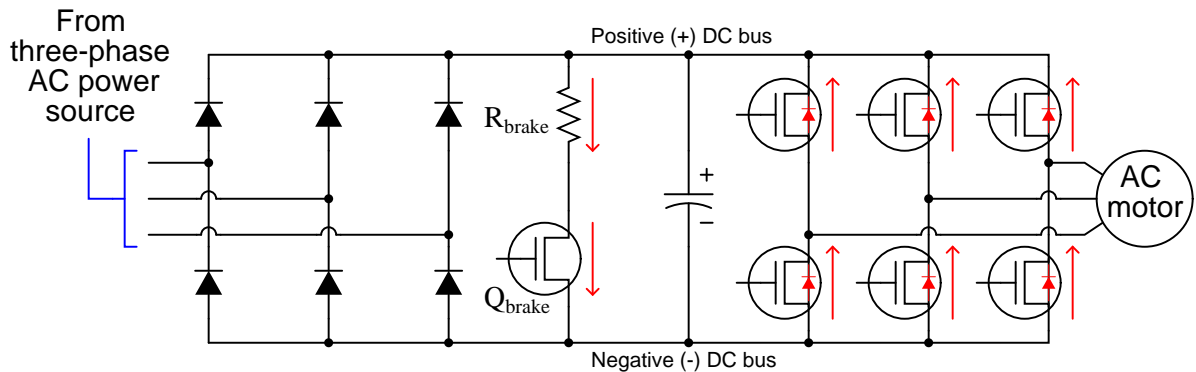 From
three-phase
AC power
source
Positive (+) DC bus
Rbrake
Qbrake
+
−
AC
motor
Negative (-) DC bus